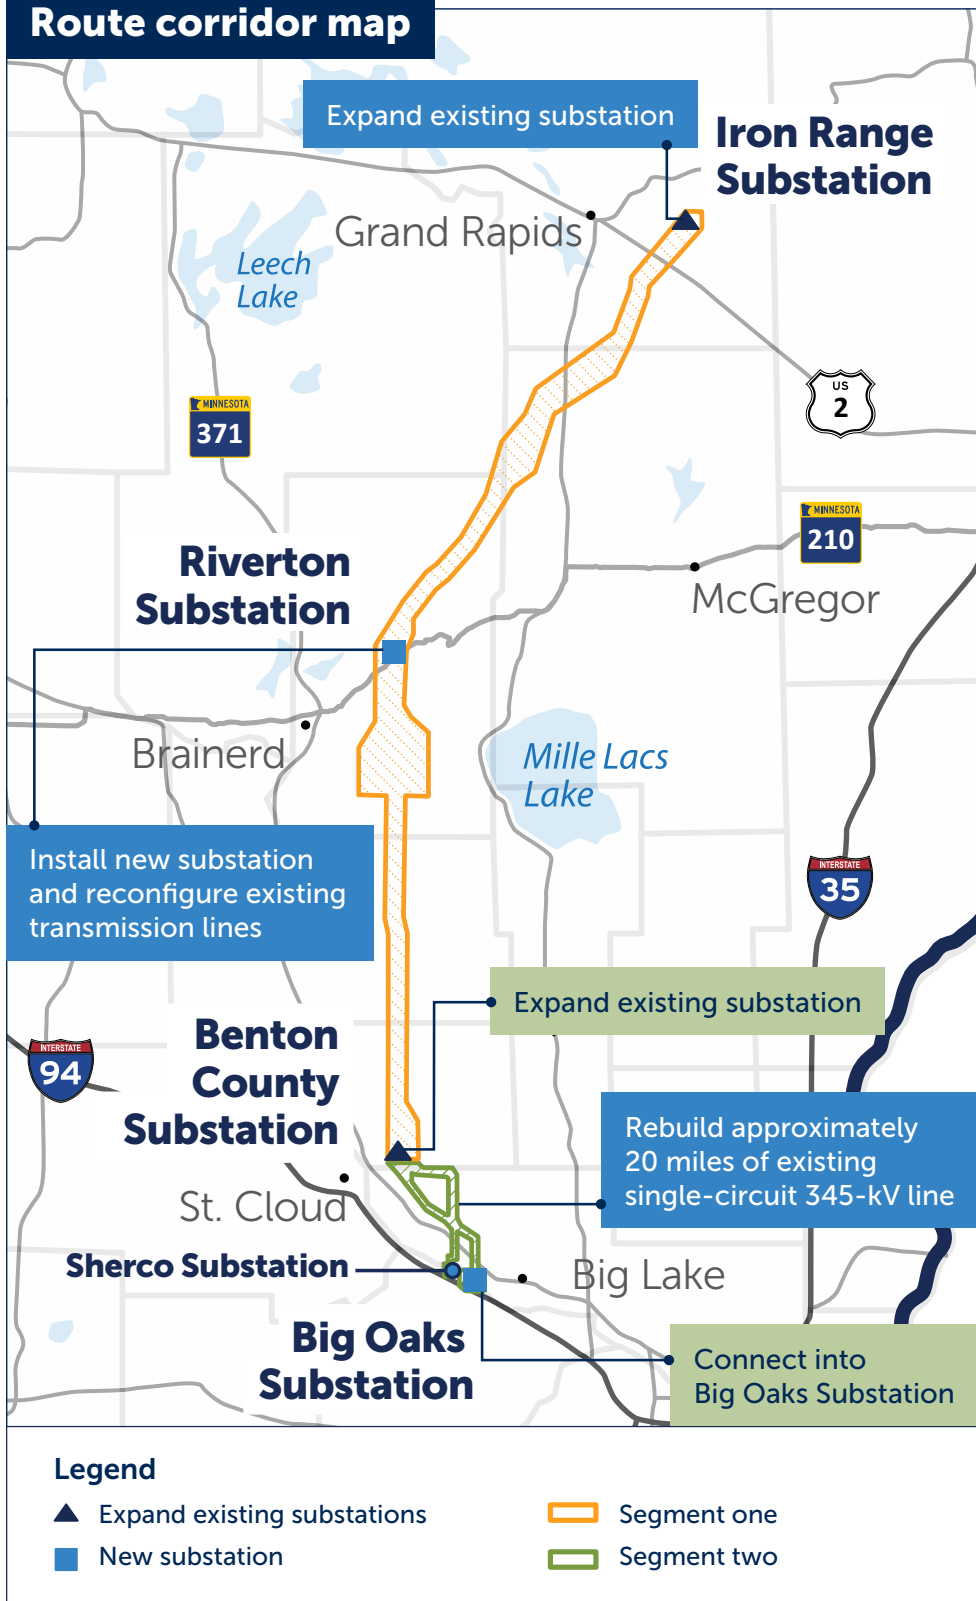 Route corridor map
Expand existing substation
Iron Range
Substation
Grand Rapids
Leech
Lake
US
2
MINNESOTA
371
MINNESOTA
210
Riverton
Substation
McGregor
Brainerd
Mille Lacs
Lake
Install new substation
and reconfigure existing
transmission lines
INTERSTATE
35
Expand existing substation
Benton
County
Substation
INTERSTATE
94
Rebuild approximately
20 miles of existing
single-circuit 345-kV line
St. Cloud
Sherco Substation
Big Lake
Big Oaks
Substation
Connect into
Big Oaks Substation
Legend
Expand existing substations
New substation
Segment one
Segment two